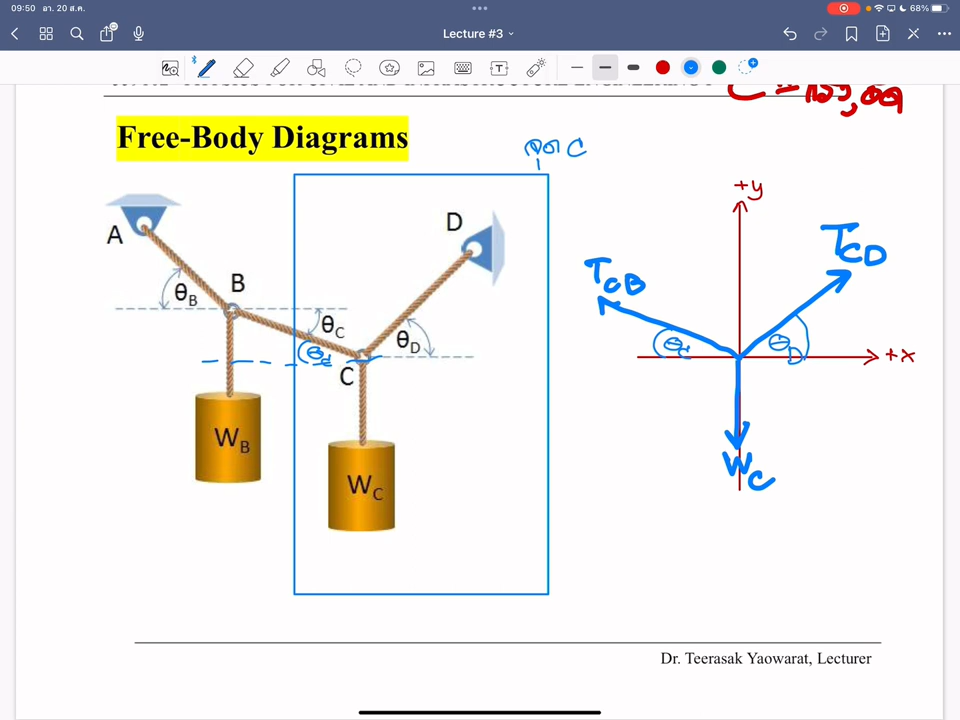 09:50 อา. 20 ส.ค.
68%
Lecture #3
Free-Body Diagrams
จุด C
A
B
C
D
θB
θC
θC
θD
WB
WC
+y
TCD
TCB
θC
θD
+x
WC
Dr. Teerasak Yaowarat, Lecturer